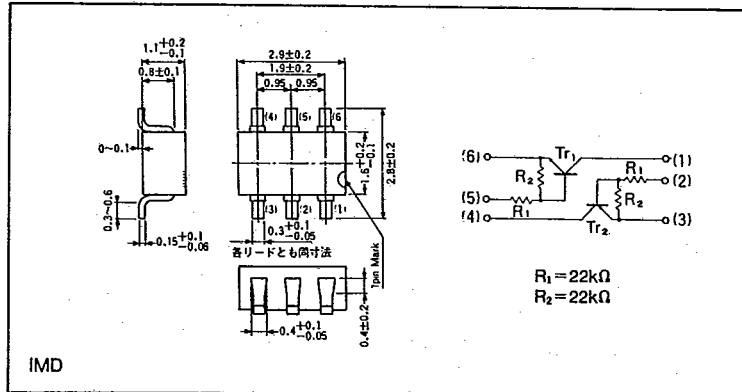 1.1+0.2
-0.1
0.8±0.1
0~0.1
0.3~0.6
0.15+0.1
-0.06
2.9±0.2
1.9±0.2
0.95 0.95
(4) (5) (6
1.6+0.2
-0.1
2.8±0.2
(3) (2) (1)
0.3+0.1
-0.05
各リードとも同寸法
1pin Mark
0.4+0.1
-0.05
0.4±0.2
(6) Tr1 (1)
R2 R1 (2)
(5) R1 R2
(4) Tr2 (3)
R1=22kΩ
R2=22kΩ
IMD